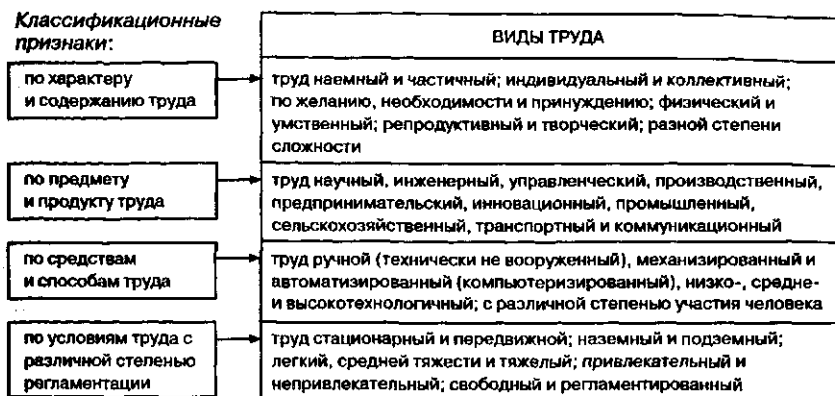 Классификационные
признаки:
ВИДЫ ТРУДА
по характеру
и содержанию труда
труд наемный и частичный; индивидуальный и коллективный;
по желанию, необходимости и принуждению; физический и
умственный; репродуктивный и творческий; разной степени
сложности
по предмету
и продукту труда
труд научный, инженерный, управленческий, производственный,
предпринимательский, инновационный, промышленный,
сельскохозяйственный, транспортный и коммуникационный
по средствам
и способам труда
труд ручной (технически не вооруженный), механизированный и
автоматизированный (компьютеризированный), низко-, средне-
и высокотехнологичный; с различной степенью участия человека
по условиям труда с
различной степенью
регламентации
труд стационарный и передвижной; наземный и подземный;
легкий, средней тяжести и тяжелый; привлекательный и
непривлекательный; свободный и регламентированный